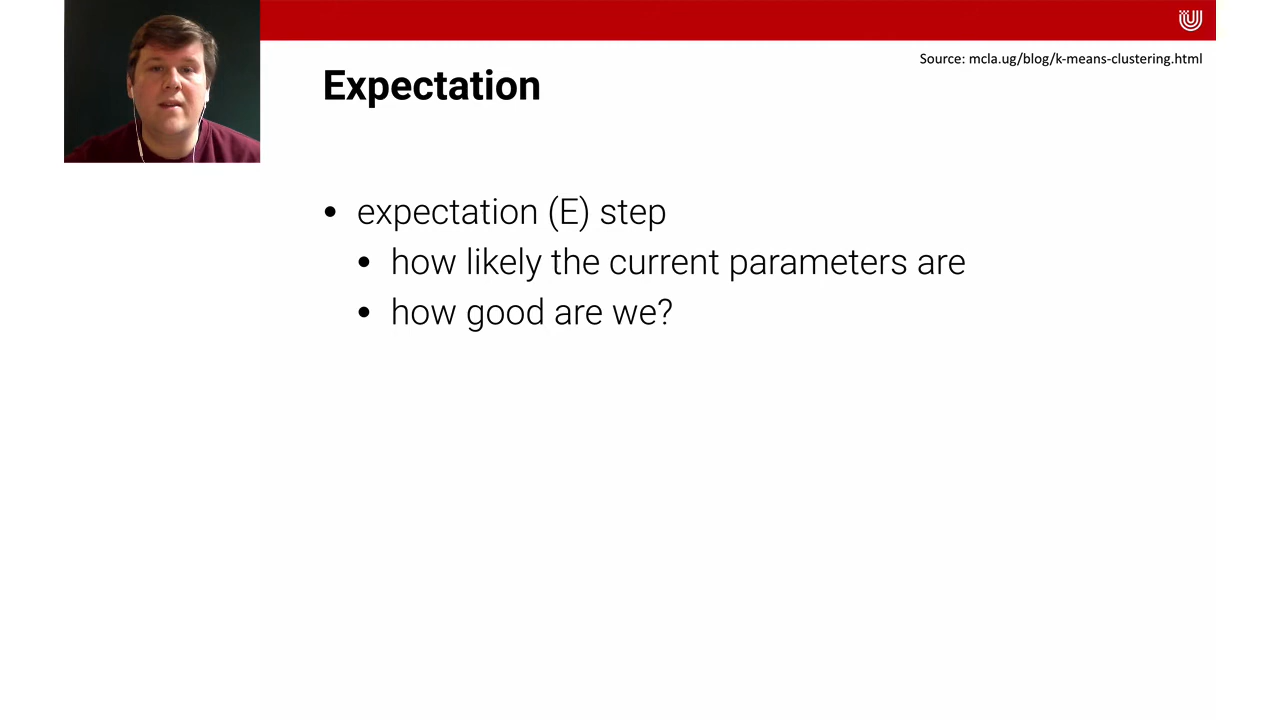 Source: mcla.ug/blog/k-means-clustering.html
Expectation
• expectation (E) step
• how likely the current parameters are
• how good are we?